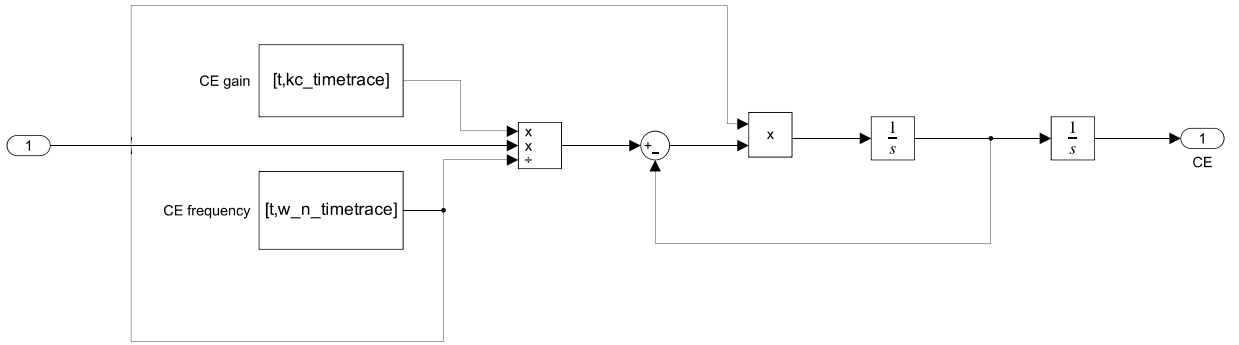 CE gain
[t,kc_timetrace]
1
x
x
÷
+
-
x
1
s
1
s
1
CE
CE frequency
[t,w_n_timetrace]